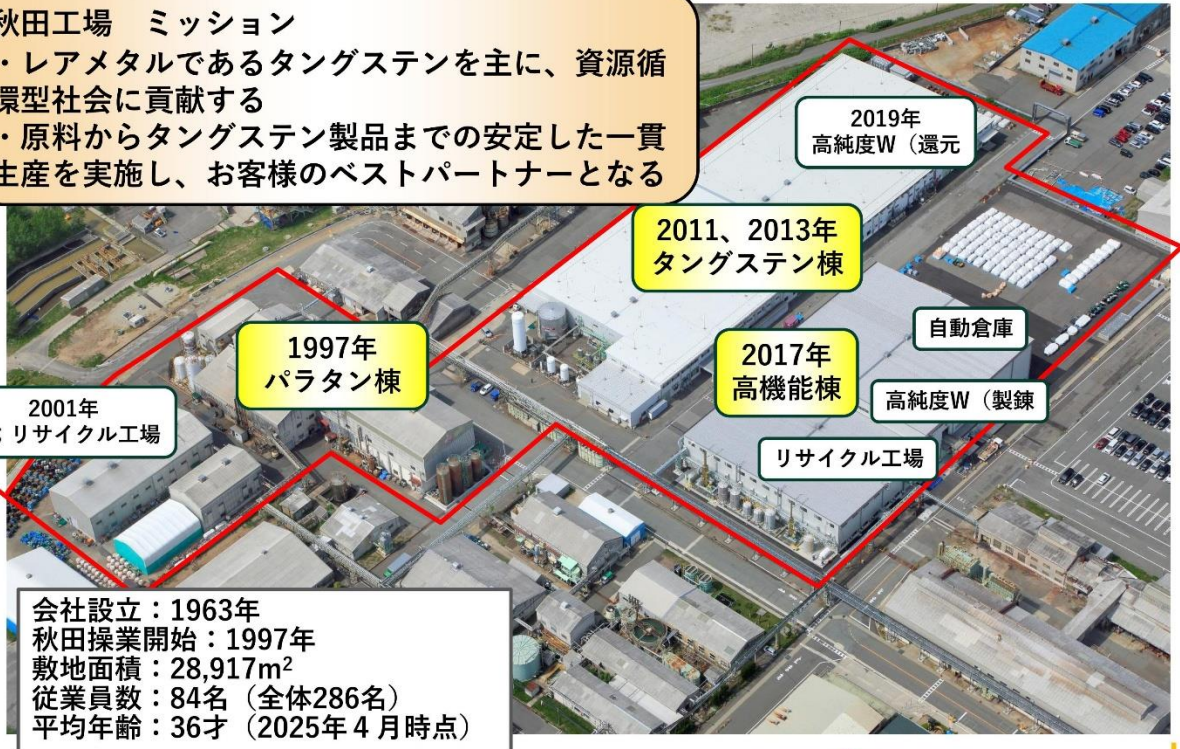 秋田工場 ミッション
・レアメタルであるタングステンを主に、資源循
環型社会に貢献する
・原料からタングステン製品までの安定した一貫
生産を実施し、お客様のベストパートナーとなる
2019年
高純度W（還元
2011、2013年
タングステン棟
自動倉庫
1997年
パラタン棟
2017年
高機能棟
高純度W（製錬
2001年
リサイクル工場
リサイクル工場
会社設立：1963年
秋田操業開始：1997年
敷地面積：28,917m²
従業員数：84名（全体286名）
平均年齢：36才（2025年４月時点）